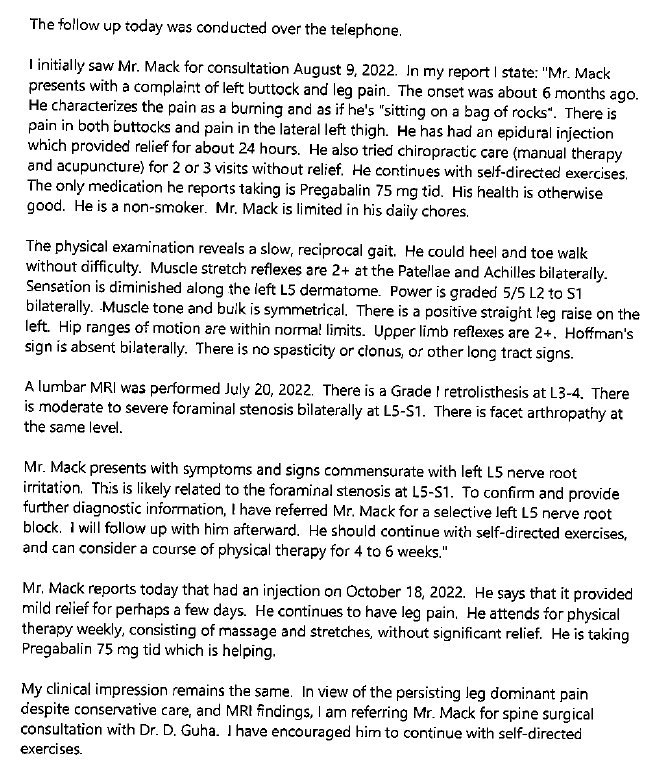 The follow up today was conducted over the telephone.
I initially saw Mr. Mack for consultation August 9, 2022. In my report I state: "Mr. Mack
presents with a complaint of left buttock and leg pain. The onset was about 6 months ago.
He characterizes the pain as a burning and as if he's "sitting on a bag of rocks". There is
pain in both buttocks and pain in the lateral left thigh. He has had an epidural injection
which provided relief for about 24 hours. He also tried chiropractic care (manual therapy
and acupuncture) for 2 or 3 visits without relief. He continues with self-directed exercises.
The only medication he reports taking is Pregabalin 75 mg tid. His health is otherwise
good. He is a non-smoker. Mr. Mack is limited in his daily chores.
The physical examination reveals a slow, reciprocal gait. He could heel and toe walk
without difficulty. Muscle stretch reflexes are 2+ at the Patellae and Achilles bilaterally.
Sensation is diminished along the left L5 dermatome. Power is graded 5/5 L2 to S1
bilaterally. Muscle tone and bulk is symmetrical. There is a positive straight leg raise on the
left. Hip ranges of motion are within normal limits. Upper limb reflexes are 2+. Hoffman's
sign is absent bilaterally. There is no spasticity or clonus, or other long tract signs.
A lumbar MRI was performed July 20, 2022. There is a Grade I retrolisthesis at L3-4. There
is moderate to severe foraminal stenosis bilaterally at L5-S1. There is facet arthropathy at
the same level.
Mr. Mack presents with symptoms and signs commensurate with left L5 nerve root
irritation. This is likely related to the foraminal stenosis at L5-S1. To confirm and provide
further diagnostic information, I have referred Mr. Mack for a selective left L5 nerve root
block. I will follow up with him afterward. He should continue with self-directed exercises,
and can consider a course of physical therapy for 4 to 6 weeks."
Mr. Mack reports today that had an injection on October 18, 2022. He says that it provided
mild relief for perhaps a few days. He continues to have leg pain. He attends for physical
therapy weekly, consisting of massage and stretches, without significant relief. He is taking
Pregabalin 75 mg tid which is helping.
My clinical impression remains the same. In view of the persisting leg dominant pain
despite conservative care, and MRI findings, I am referring Mr. Mack for spine surgical
consultation with Dr. D. Guha. I have encouraged him to continue with self-directed
exercises.